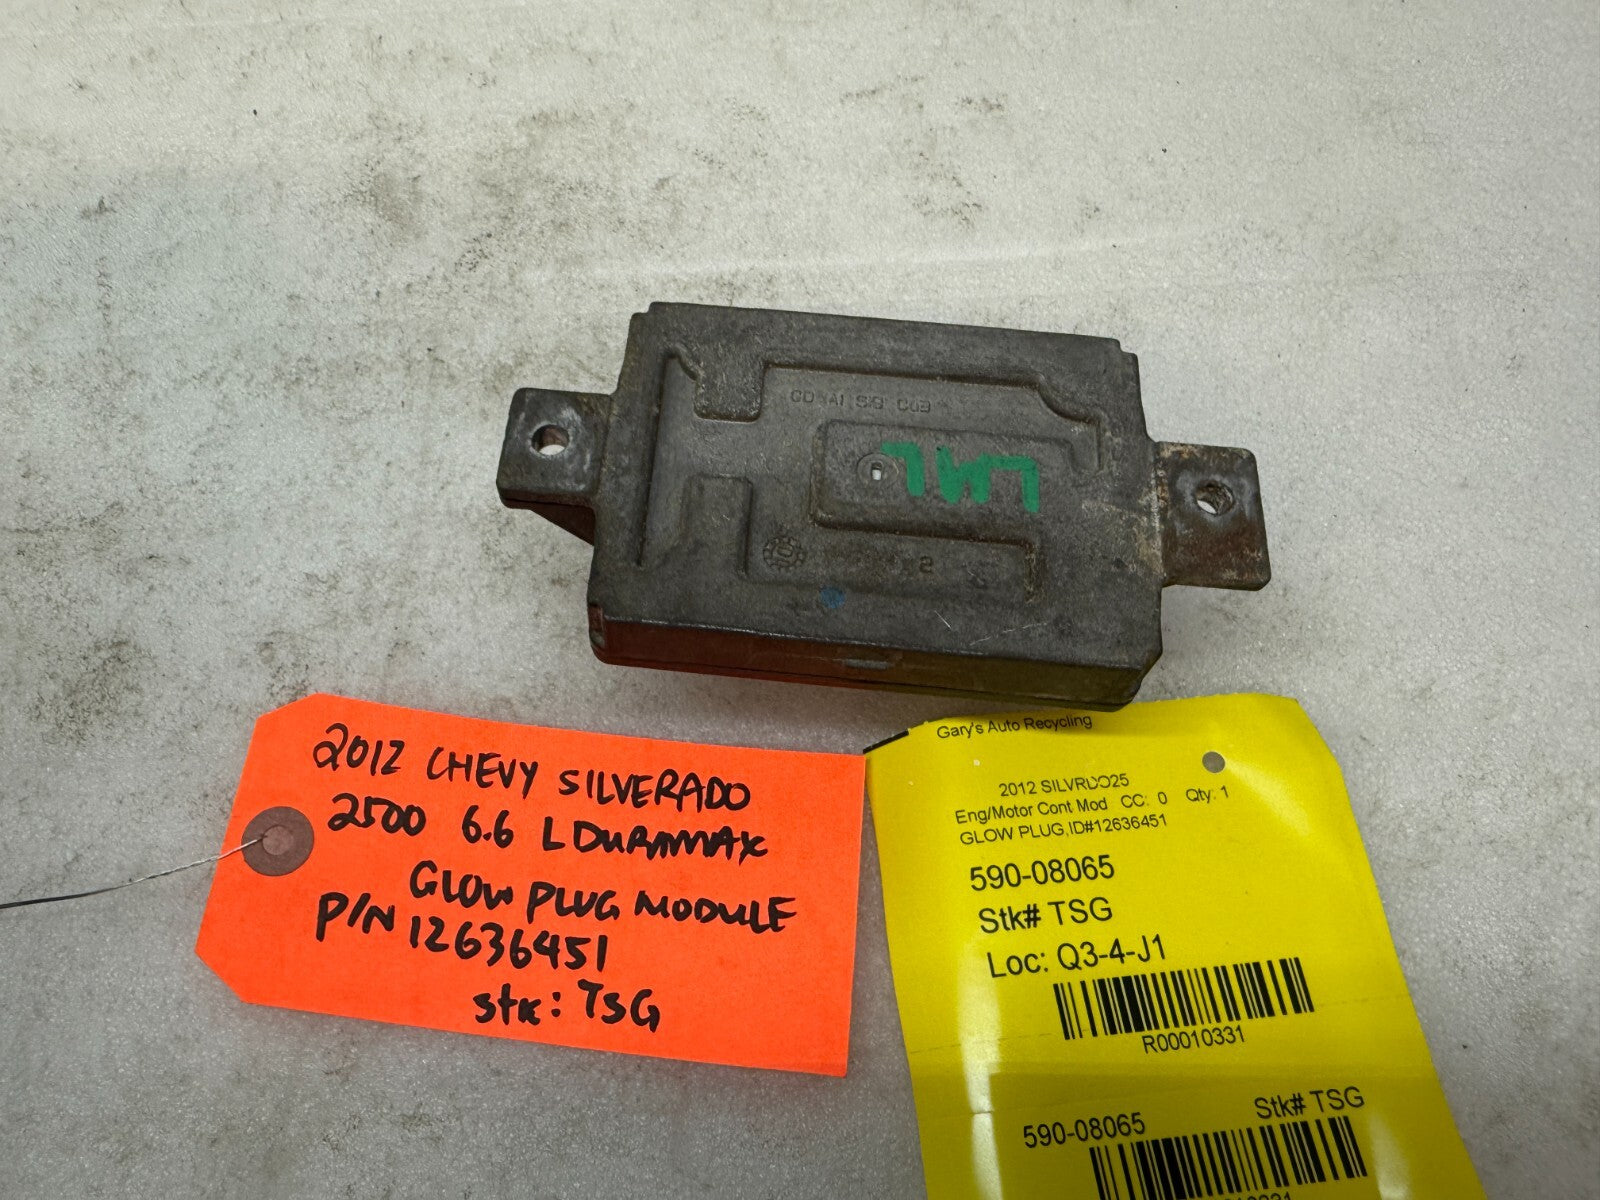 LML
2012 CHEVY SILVERADO
2500 6.6 L DURAMAX
GLOW PLUG MODULE
P/N 12636451
stk: TSG
Gary's Auto Recycling
2012 SILVRDO25
Eng/Motor Cont Mod CC: 0 Qty: 1
GLOW PLUG,ID#12636451
590-08065
Stk# TSG
Loc: Q3-4-J1
R00010331
590-08065 Stk# TSG